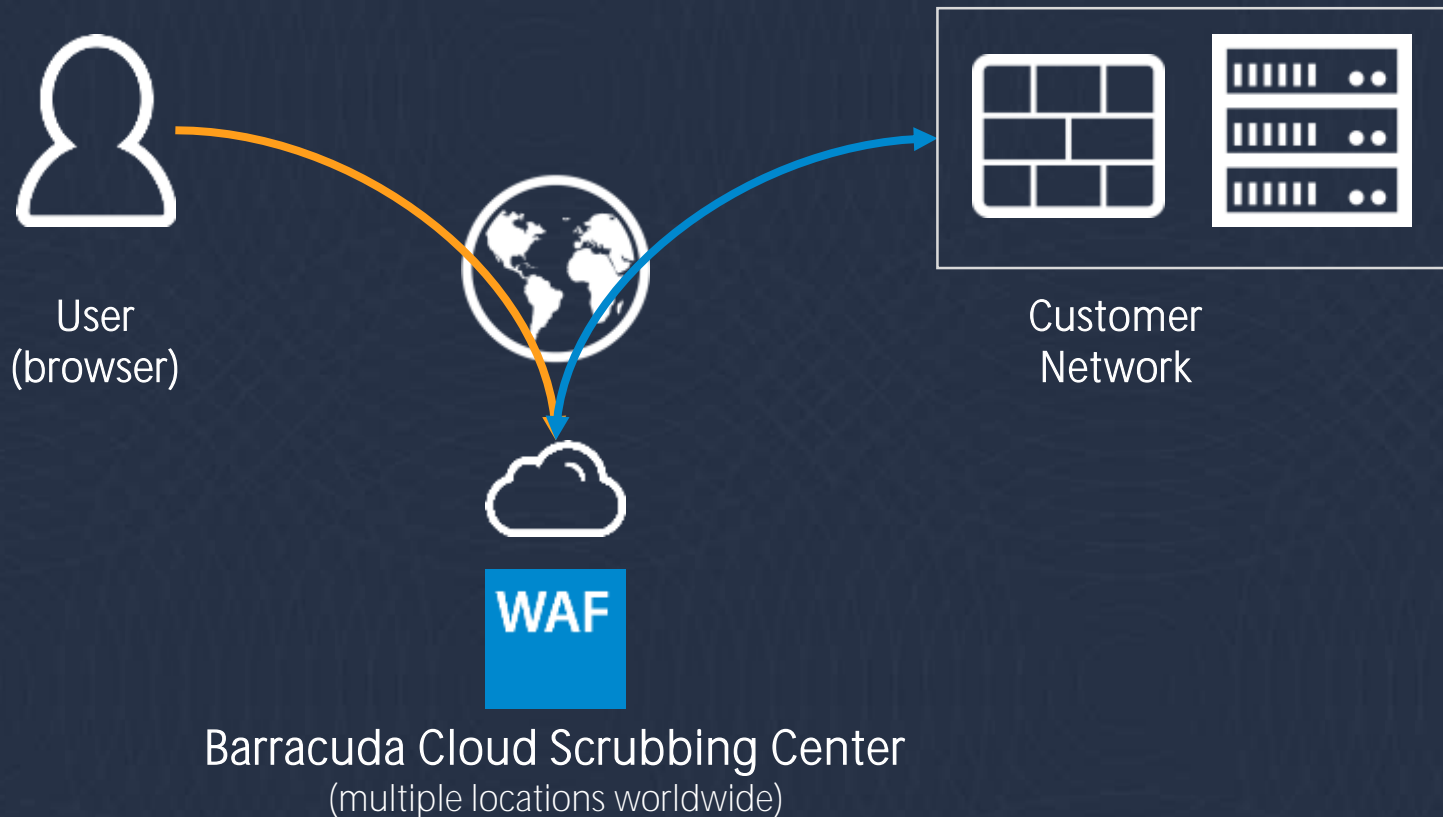 User
(browser)
Customer
Network
WAF
Barracuda Cloud Scrubbing Center
(multiple locations worldwide)